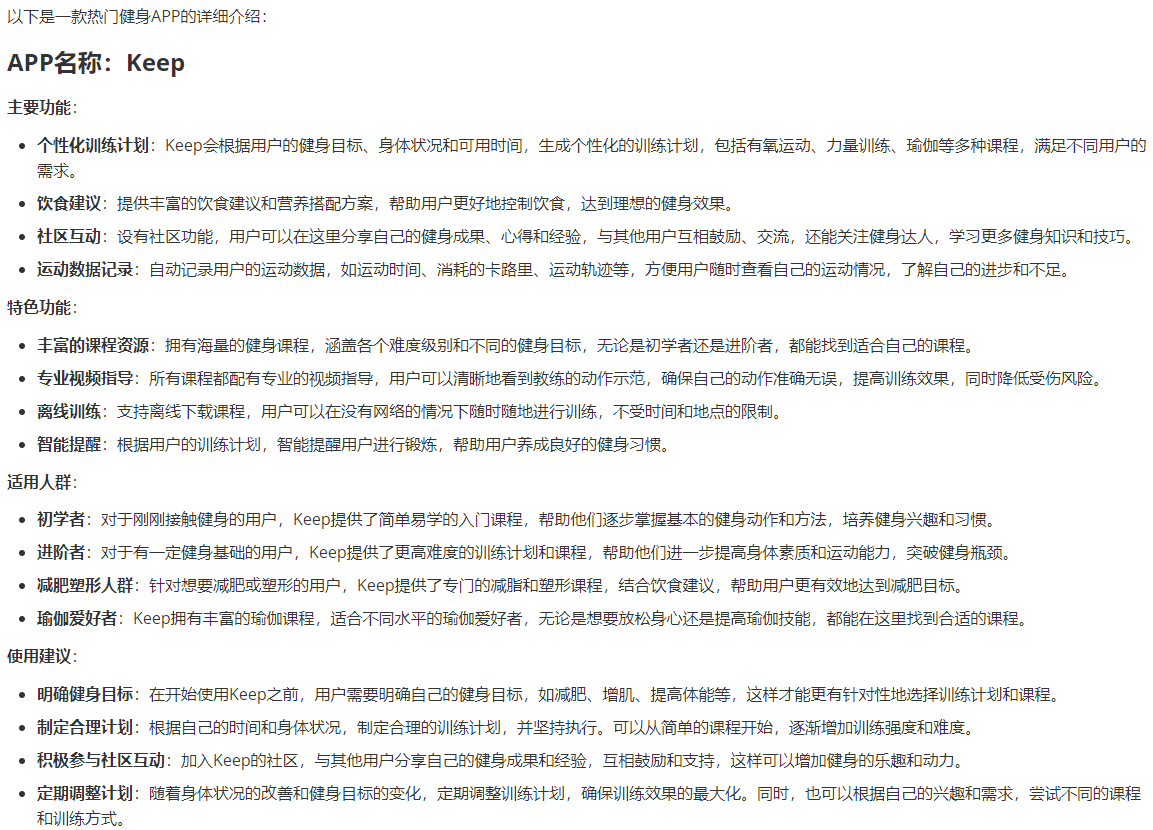 以下是一款热门健身APP的详细介绍：
APP名称：Keep
主要功能：
• 个性化训练计划：Keep会根据用户的健身目标、身体状况和可用时间，生成个性化的训练计划，包括有氧运动、力量训练、瑜伽等多种课程，满足不同用户的
需求。
• 饮食建议：提供丰富的饮食建议和营养搭配方案，帮助用户更好地控制饮食，达到理想的健身效果。
• 社区互动：设有社区功能，用户可以在这里分享自己的健身成果、心得和经验，与其他用户互相鼓励、交流，还能关注健身达人，学习更多健身知识和技巧。
• 运动数据记录：自动记录用户的运动数据，如运动时间、消耗的卡路里、运动轨迹等，方便用户随时查看自己的运动情况，了解自己的进步和不足。
特色功能：
• 丰富的课程资源：拥有海量的健身课程，涵盖各个难度级别和不同的健身目标，无论是初学者还是进阶者，都能找到适合自己的课程。
• 专业视频指导：所有课程都配有专业的视频指导，用户可以清晰地看到教练的动作示范，确保自己的动作准确无误，提高训练效果，同时降低受伤风险。
• 离线训练：支持离线下载课程，用户可以在没有网络的情况下随时随地进行训练，不受时间和地点的限制。
• 智能提醒：根据用户的训练计划，智能提醒用户进行锻炼，帮助用户养成良好的健身习惯。
适用人群：
• 初学者：对于刚刚接触健身的用户，Keep提供了简单易学的入门课程，帮助他们逐步掌握基本的健身动作和方法，培养健身兴趣和习惯。
• 进阶者：对于有一定健身基础的用户，Keep提供了更高难度的训练计划和课程，帮助他们进一步提高身体素质和运动能力，突破健身瓶颈。
• 减肥塑形人群：针对想要减肥或塑形的用户，Keep提供了专门的减脂和塑形课程，结合饮食建议，帮助用户更有效地达到减肥目标。
• 瑜伽爱好者：Keep拥有丰富的瑜伽课程，适合不同水平的瑜伽爱好者，无论是想要放松身心还是提高瑜伽技能，都能在这里找到合适的课程。
使用建议：
• 明确健身目标：在开始使用Keep之前，用户需要明确自己的健身目标，如减肥、增肌、提高体能等，这样才能更有针对性地选择训练计划和课程。
• 制定合理计划：根据自己的时间和身体状况，制定合理的训练计划，并坚持执行。可以从简单的课程开始，逐渐增加训练强度和难度。
• 积极参与社区互动：加入Keep的社区，与其他用户分享自己的健身成果和经验，互相鼓励和支持，这样可以增加健身的乐趣和动力。
• 定期调整计划：随着身体状况的改善和健身目标的变化，定期调整训练计划，确保训练效果的最大化。同时，也可以根据自己的兴趣和需求，尝试不同的课程
和训练方式。